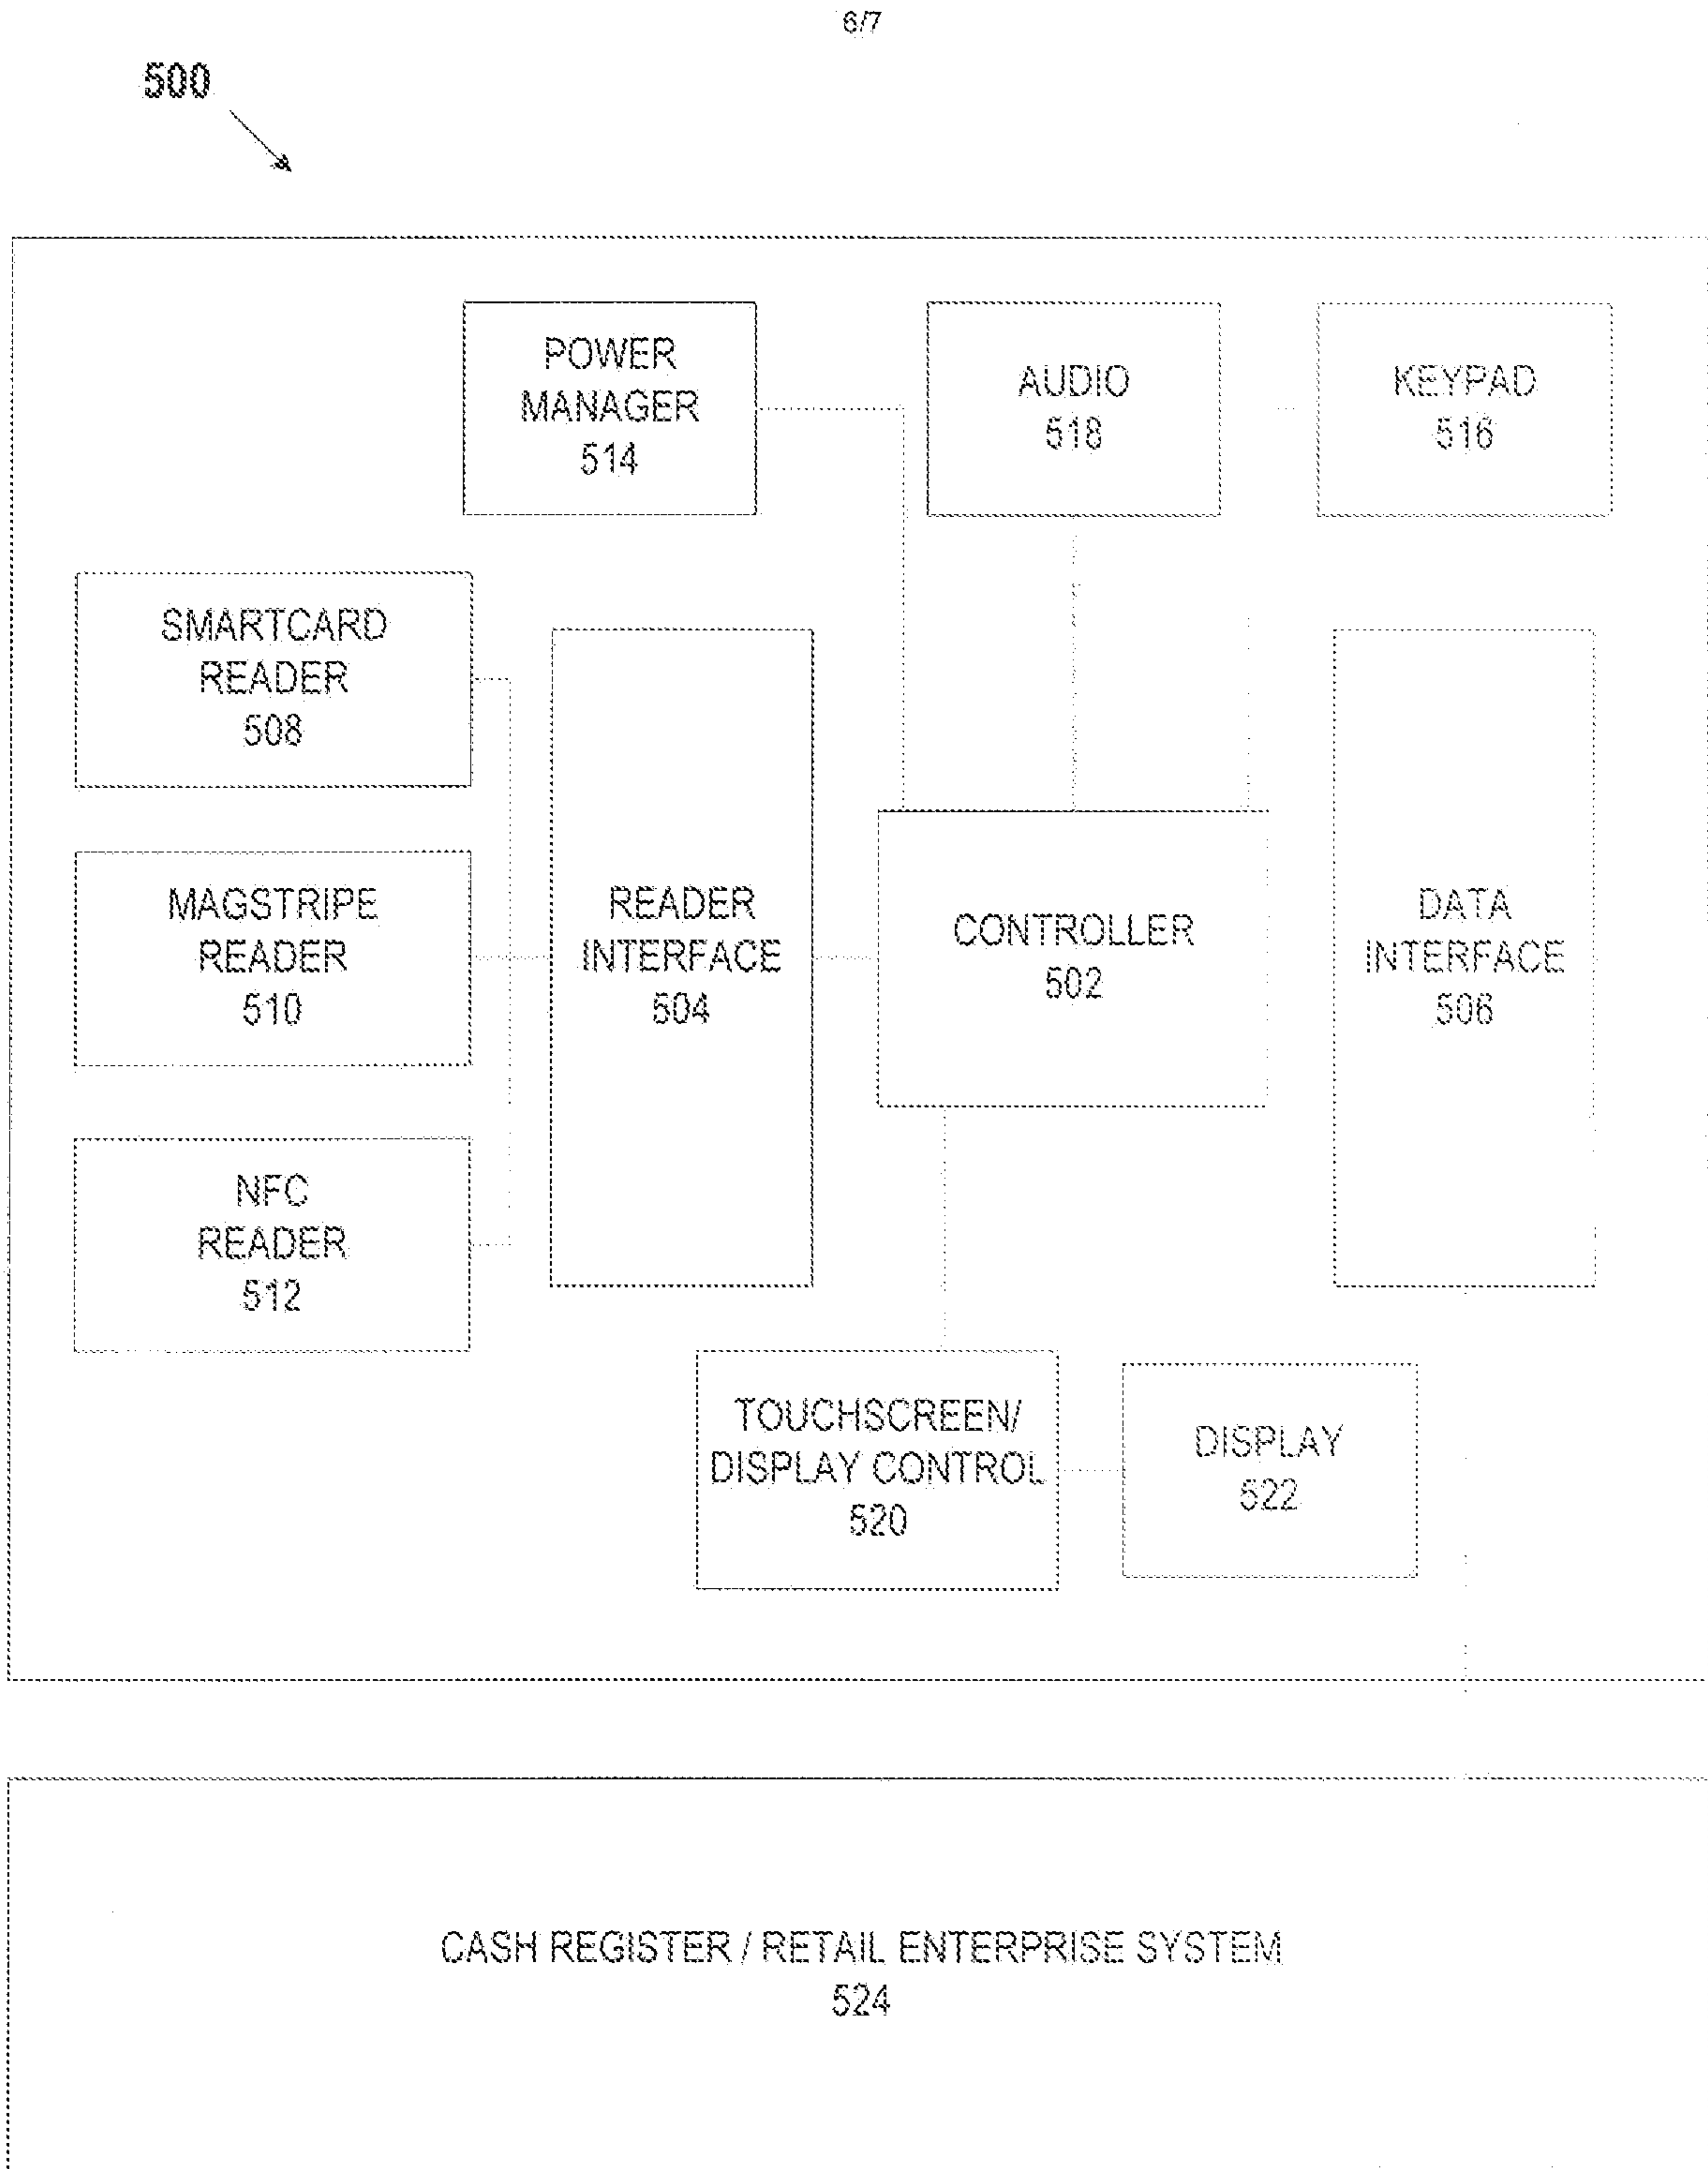 6/7
500
POWER
MANAGER
514
AUDIO
518
KEYPAD
516
SMARTCARD
READER
508
MAGSTRIPE
READER
510
NFC
READER
512
READER
INTERFACE
504
CONTROLLER
502
DATA
INTERFACE
506
TOUCHSCREEN/
DISPLAY CONTROL
520
DISPLAY
522
CASH REGISTER / RETAIL ENTERPRISE SYSTEM
524